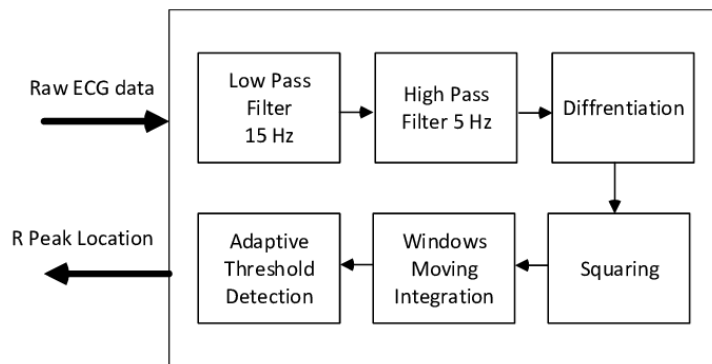 Raw ECG data
Low Pass
Filter
15 Hz
High Pass
Filter 5 Hz
Diffrentiation
R Peak Location
Adaptive
Threshold
Detection
Windows
Moving
Integration
Squaring